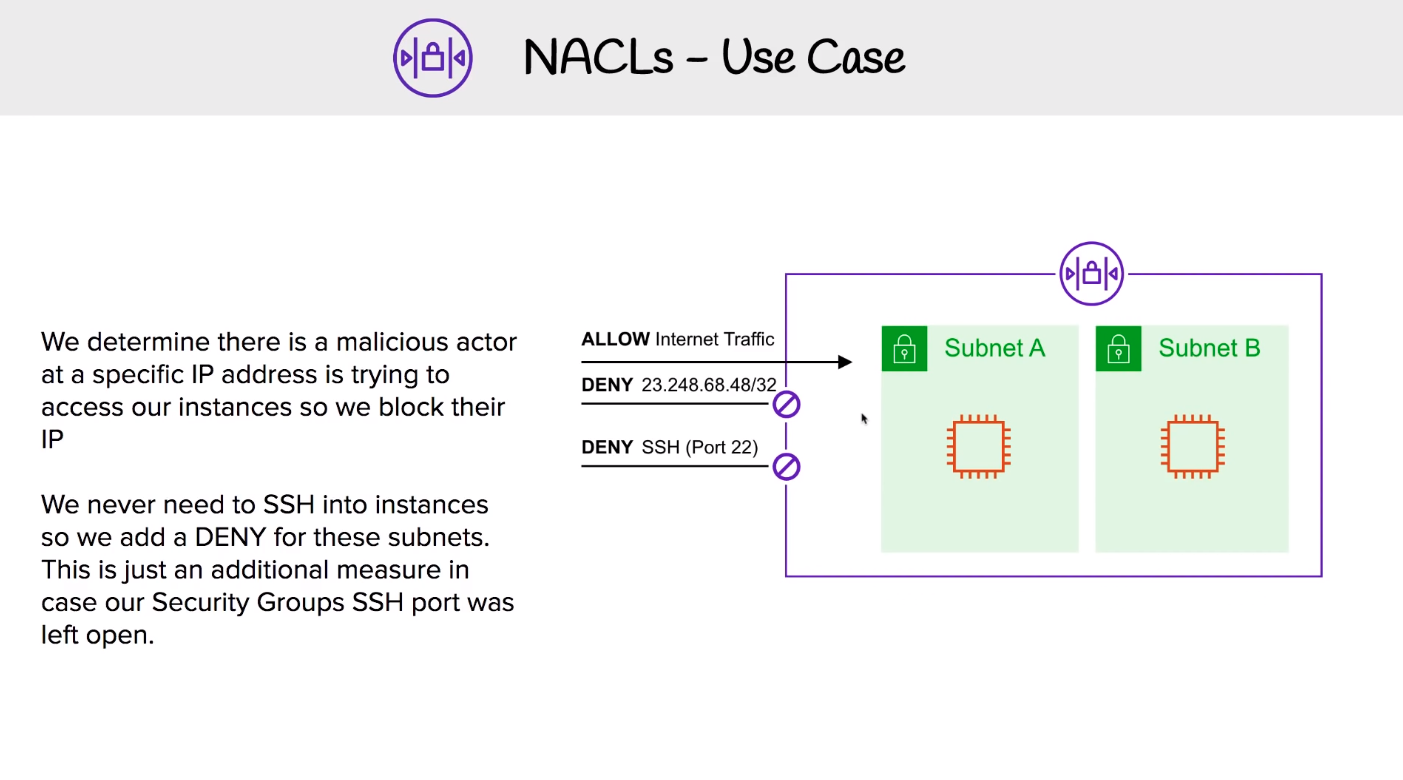 NACLs - Use Case
We determine there is a malicious actor
at a specific IP address is trying to
access our instances so we block their
IP
We never need to SSH into instances
so we add a DENY for these subnets.
This is just an additional measure in
case our Security Groups SSH port was
left open.
ALLOW Internet Traffic
DENY 23.248.68.48/32
DENY SSH (Port 22)
Subnet A
Subnet B